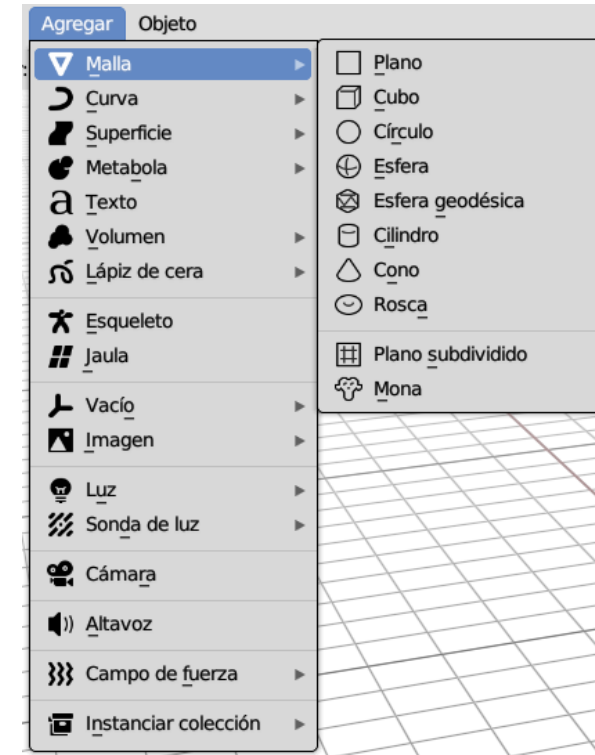 Agregar Objeto
Malla
Curva
Superficie
Metabola
Texto
Volumen
Lápiz de cera
Esqueleto
Jaula
Vacío
Imagen
Luz
Sonda de luz
Cámara
Altavoz
Campo de fuerza
Instanciar colección
Plano
Cubo
Círculo
Esfera
Esfera geodésica
Cilindro
Cono
Rosca
Plano subdividido
Mona